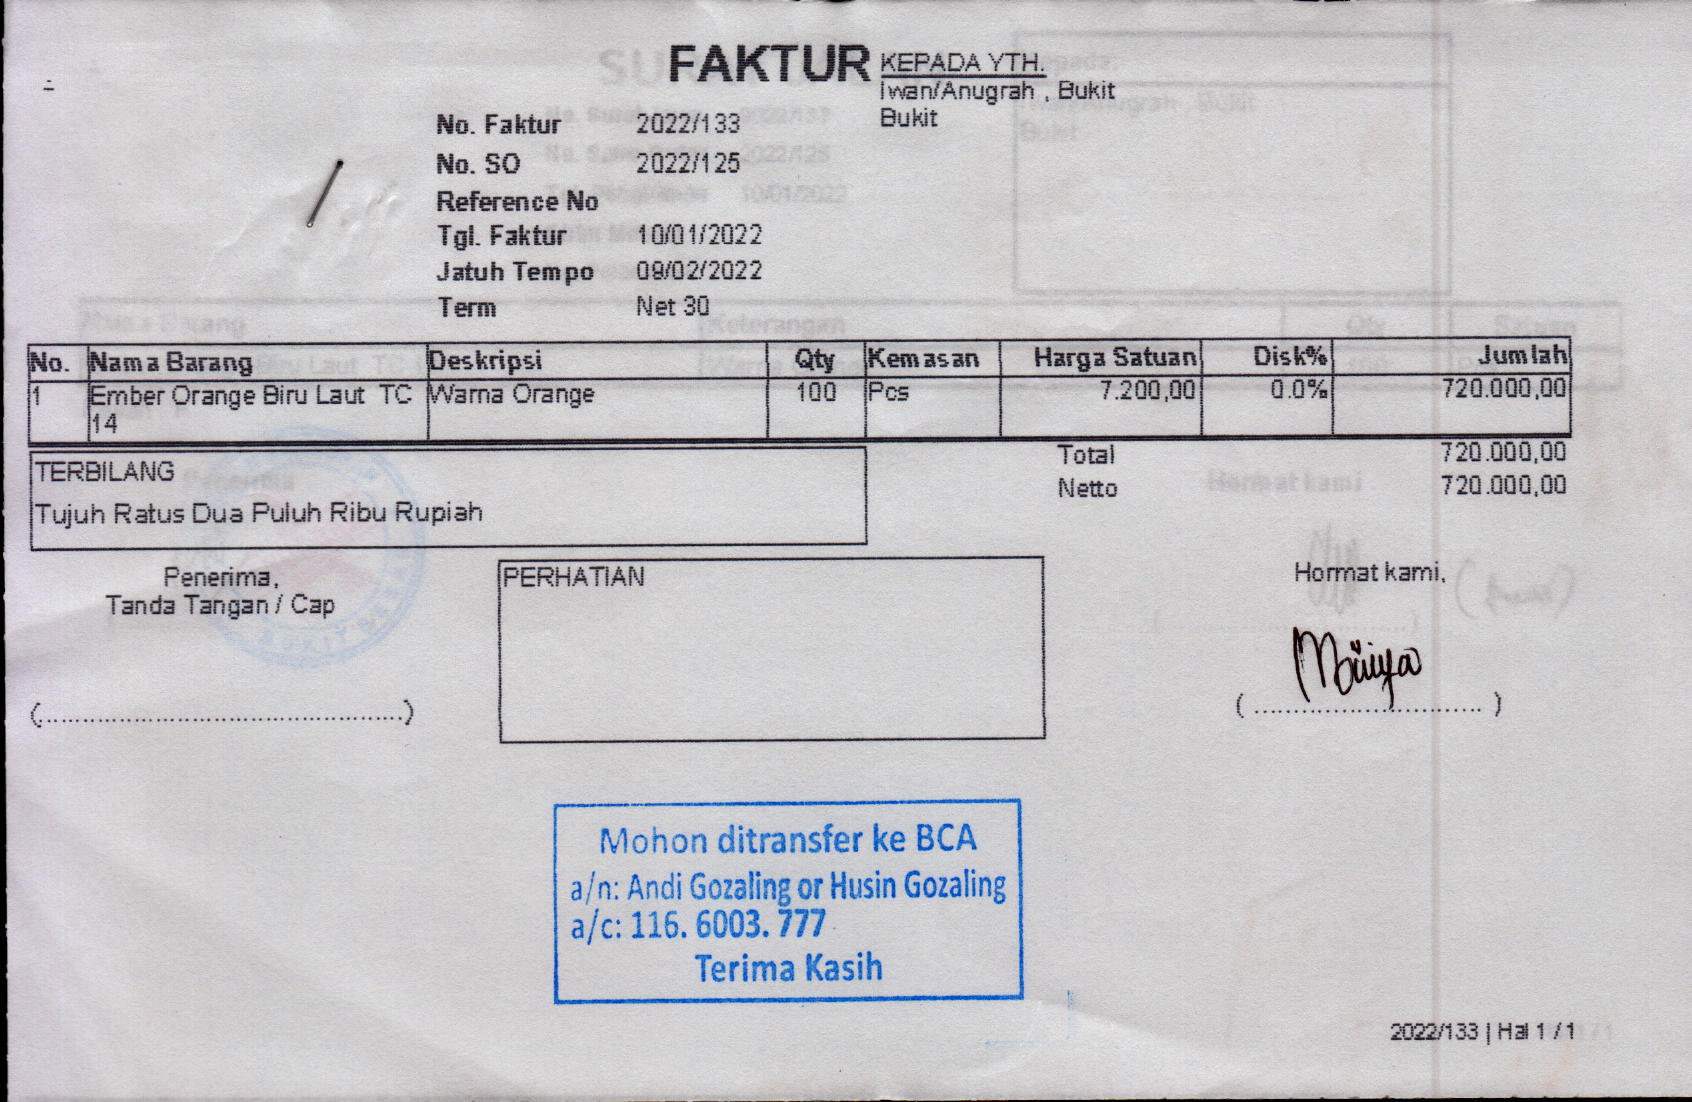 FAKTUR
KEPADA YTH.
Iwan/Anugrah , Bukit
Bukit
No. Faktur 2022/133
No. SO 2022/125
Reference No
Tgl. Faktur 10/01/2022
Jatuh Tempo 09/02/2022
Term Net 30
No. Nama Barang Deskripsi Qty Kemasan Harga Satuan Disk% Jumlah
1 Ember Orange Biru Laut TC Warna Orange 100 Pcs 7.200,00 0.0% 720.000,00
14
Total 720.000,00
Netto 720.000,00
TERBILANG
Tujuh Ratus Dua Puluh Ribu Rupiah
Penerima,
Tanda Tangan / Cap
(................................................)
PERHATIAN
Hormat kami,
( .............................. )
Mohon ditransfer ke BCA
a/n: Andi Gozaling or Husin Gozaling
a/c: 116. 6003. 777
Terima Kasih
2022/133 | Hal 1 / 1